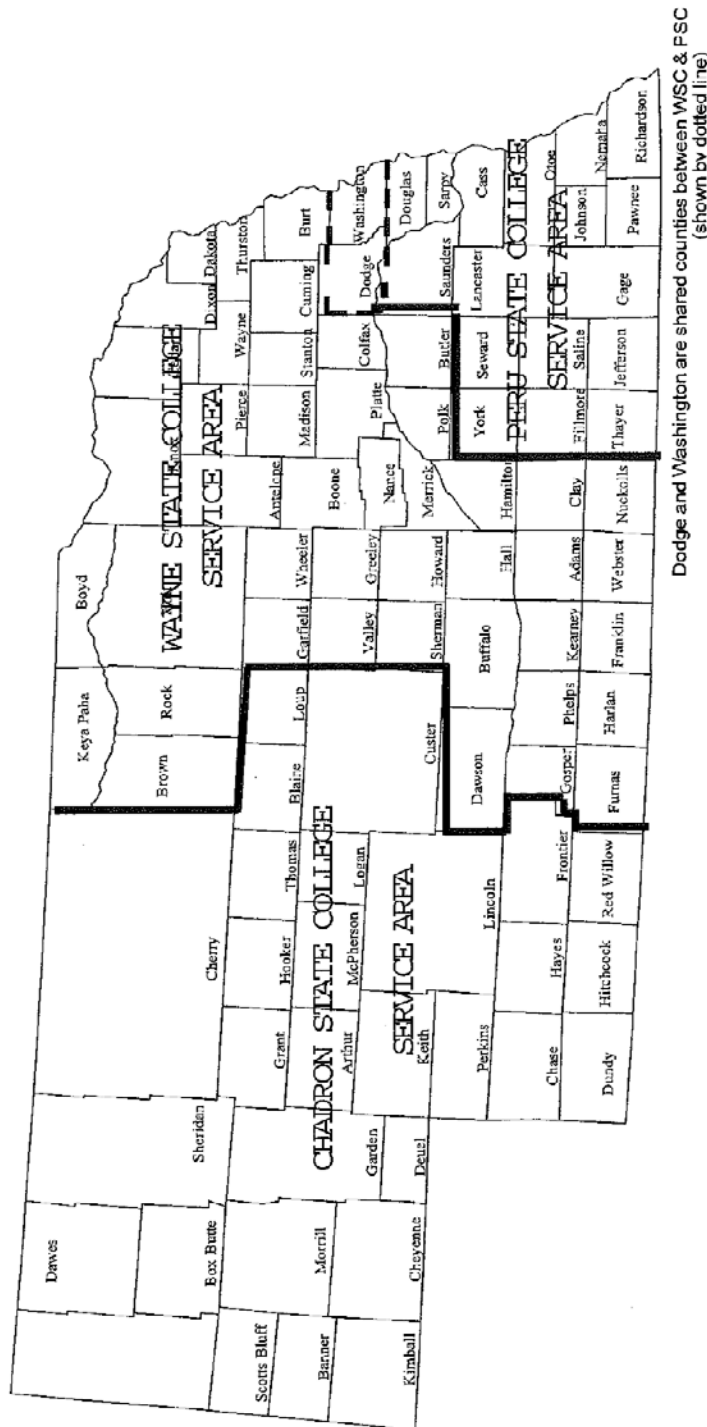 Dawes
Sheridan
Cherry
Keya Paha
Boyd
Box Butte
Brown
Rock
WAYNE STATE COLLEGE
SERVICE AREA
Dixon
Dakota
Pierce
Wayne
Thurston
Scotts Bluff
Banner
Kimball
Morrill
Cheyenne
Garden
Deuel
Grant
Hooker
Thomas
Blaine
Loup
Garfield
Wheeler
Antelope
Madison
Stanton
Cuming
Burt
CHADRON STATE COLLEGE
SERVICE AREA
Arthur
McPherson
Logan
Custer
Valley
Greeley
Boone
Nance
Platte
Colfax
Dodge
Washington
Keith
Perkins
Lincoln
Sherman
Howard
Merrick
Polk
Butler
Saunders
Douglas
Sarpy
Dawson
Buffalo
Hall
Hamilton
York
Seward
Lancaster
Cass
PERU STATE COLLEGE
SERVICE AREA
Otoe
Chase
Hayes
Frontier
Gosper
Phelps
Kearney
Adams
Clay
Fillmore
Saline
Johnson
Nemaha
Dundy
Hitchcock
Red Willow
Furnas
Harlan
Franklin
Webster
Nuckolls
Thayer
Jefferson
Gage
Pawnee
Richardson
Dodge and Washington are shared counties between WSC & PSC
(shown by dotted line)